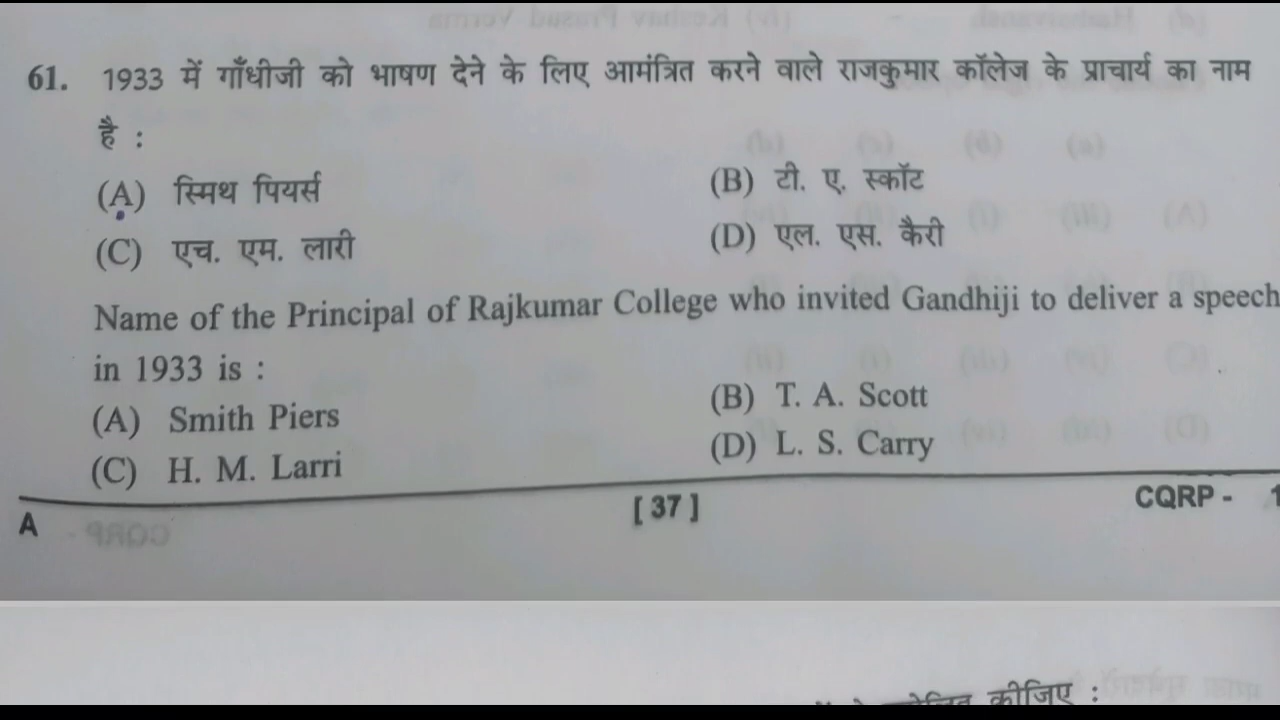 61. 1933 में गाँधीजी को भाषण देने के लिए आमंत्रित करने वाले राजकुमार कॉलेज के प्राचार्य का नाम
है :
(A) स्मिथ पियर्स (B) टी. ए. स्कॉट
(C) एच. एम. लारी (D) एल. एस. कैरी
Name of the Principal of Rajkumar College who invited Gandhiji to deliver a speech
in 1933 is :
(A) Smith Piers (B) T. A. Scott
(C) H. M. Larri (D) L. S. Carry
A [ 37 ] CQRP - 1
कीजिए :